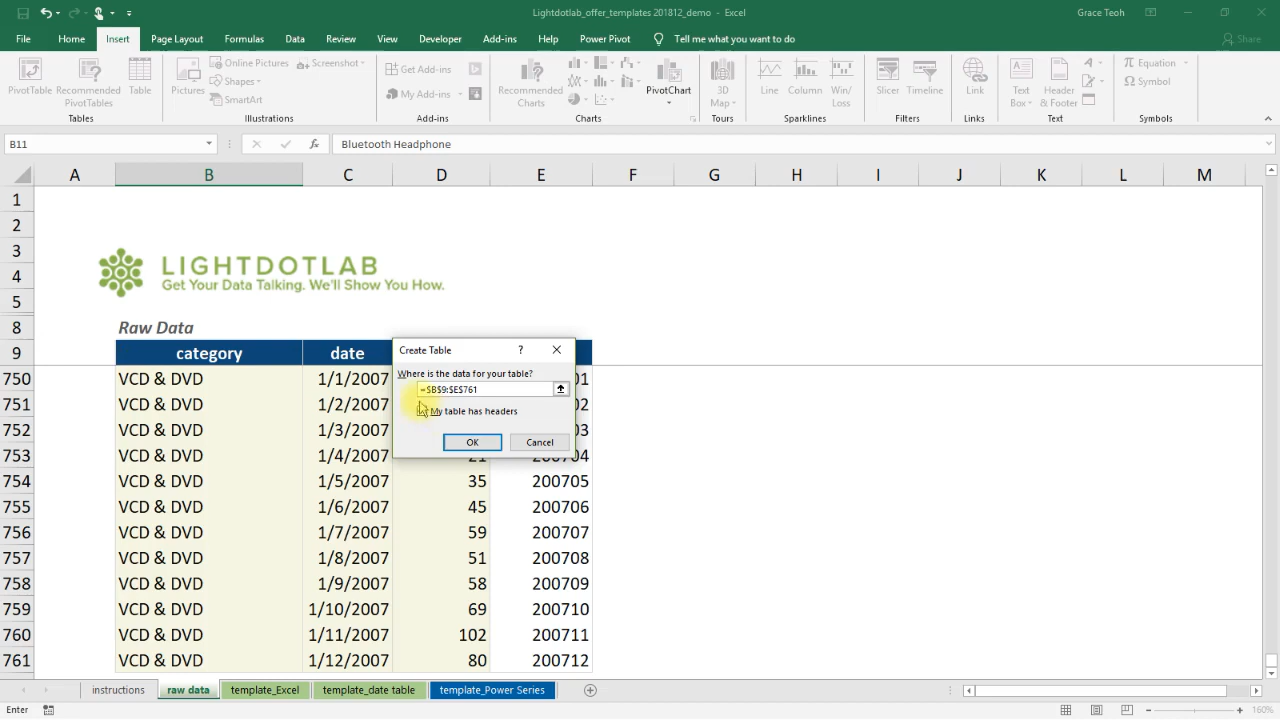 Lightdotlab_offer_templates 201812_demo - Excel
Grace Teoh
File Home Insert Page Layout Formulas Data Review View Developer Add-ins Help Power Pivot Tell me what you want to do Share
PivotTable
Recommended PivotTables
Table
Tables
Pictures
Online Pictures
Shapes
SmartArt
Screenshot
Illustrations
Get Add-ins
My Add-ins
Add-ins
Recommended Charts
PivotChart
Charts
3D Map
Tours
Line
Column
Win/ Loss
Sparklines
Slicer
Timeline
Filters
Link
Links
Text Box
Header & Footer
Text
Equation
Symbol
Symbols
B11 fx Bluetooth Headphone
A B C D E F G H I J K L M
1
2
3
4
5
LIGHTDOTLAB
Get Your Data Talking. We'll Show You How.
8 Raw Data
9 category date
750 VCD & DVD 1/1/2007 01
751 VCD & DVD 1/2/2007 02
752 VCD & DVD 1/3/2007 03
753 VCD & DVD 1/4/2007 21 200704
754 VCD & DVD 1/5/2007 35 200705
755 VCD & DVD 1/6/2007 45 200706
756 VCD & DVD 1/7/2007 59 200707
757 VCD & DVD 1/8/2007 51 200708
758 VCD & DVD 1/9/2007 58 200709
759 VCD & DVD 1/10/2007 69 200710
760 VCD & DVD 1/11/2007 102 200711
761 VCD & DVD 1/12/2007 80 200712
Create Table ?
Where is the data for your table?
=$B$9:$E$761
My table has headers
OK Cancel
instructions raw data template_Excel template_date table template_Power Series
Enter
160%